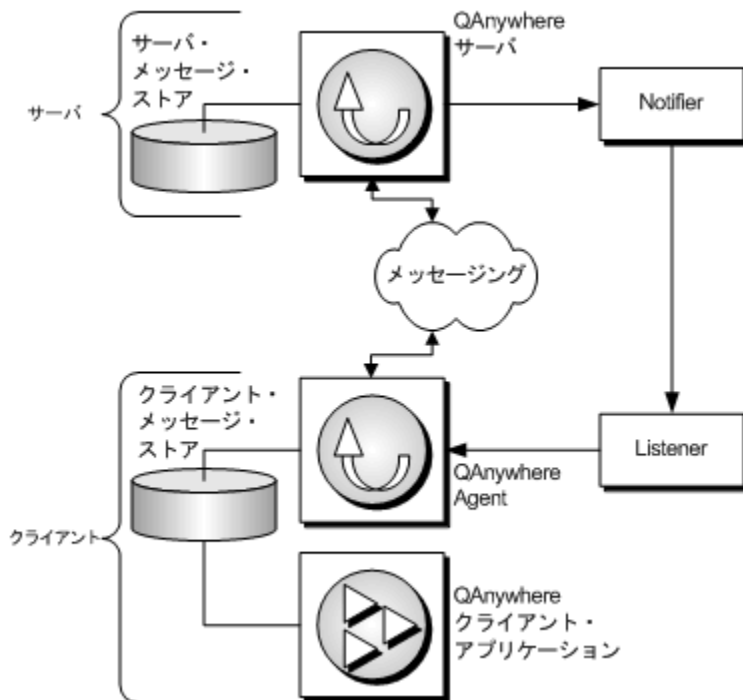 サーバ・
メッセージ・
ストア
サーバ
QAnywhere
サーバ
Notifier
メッセージング
クライアント・
メッセージ・
ストア
クライアント
QAnywhere
Agent
Listener
QAnywhere
クライアント・
アプリケーション